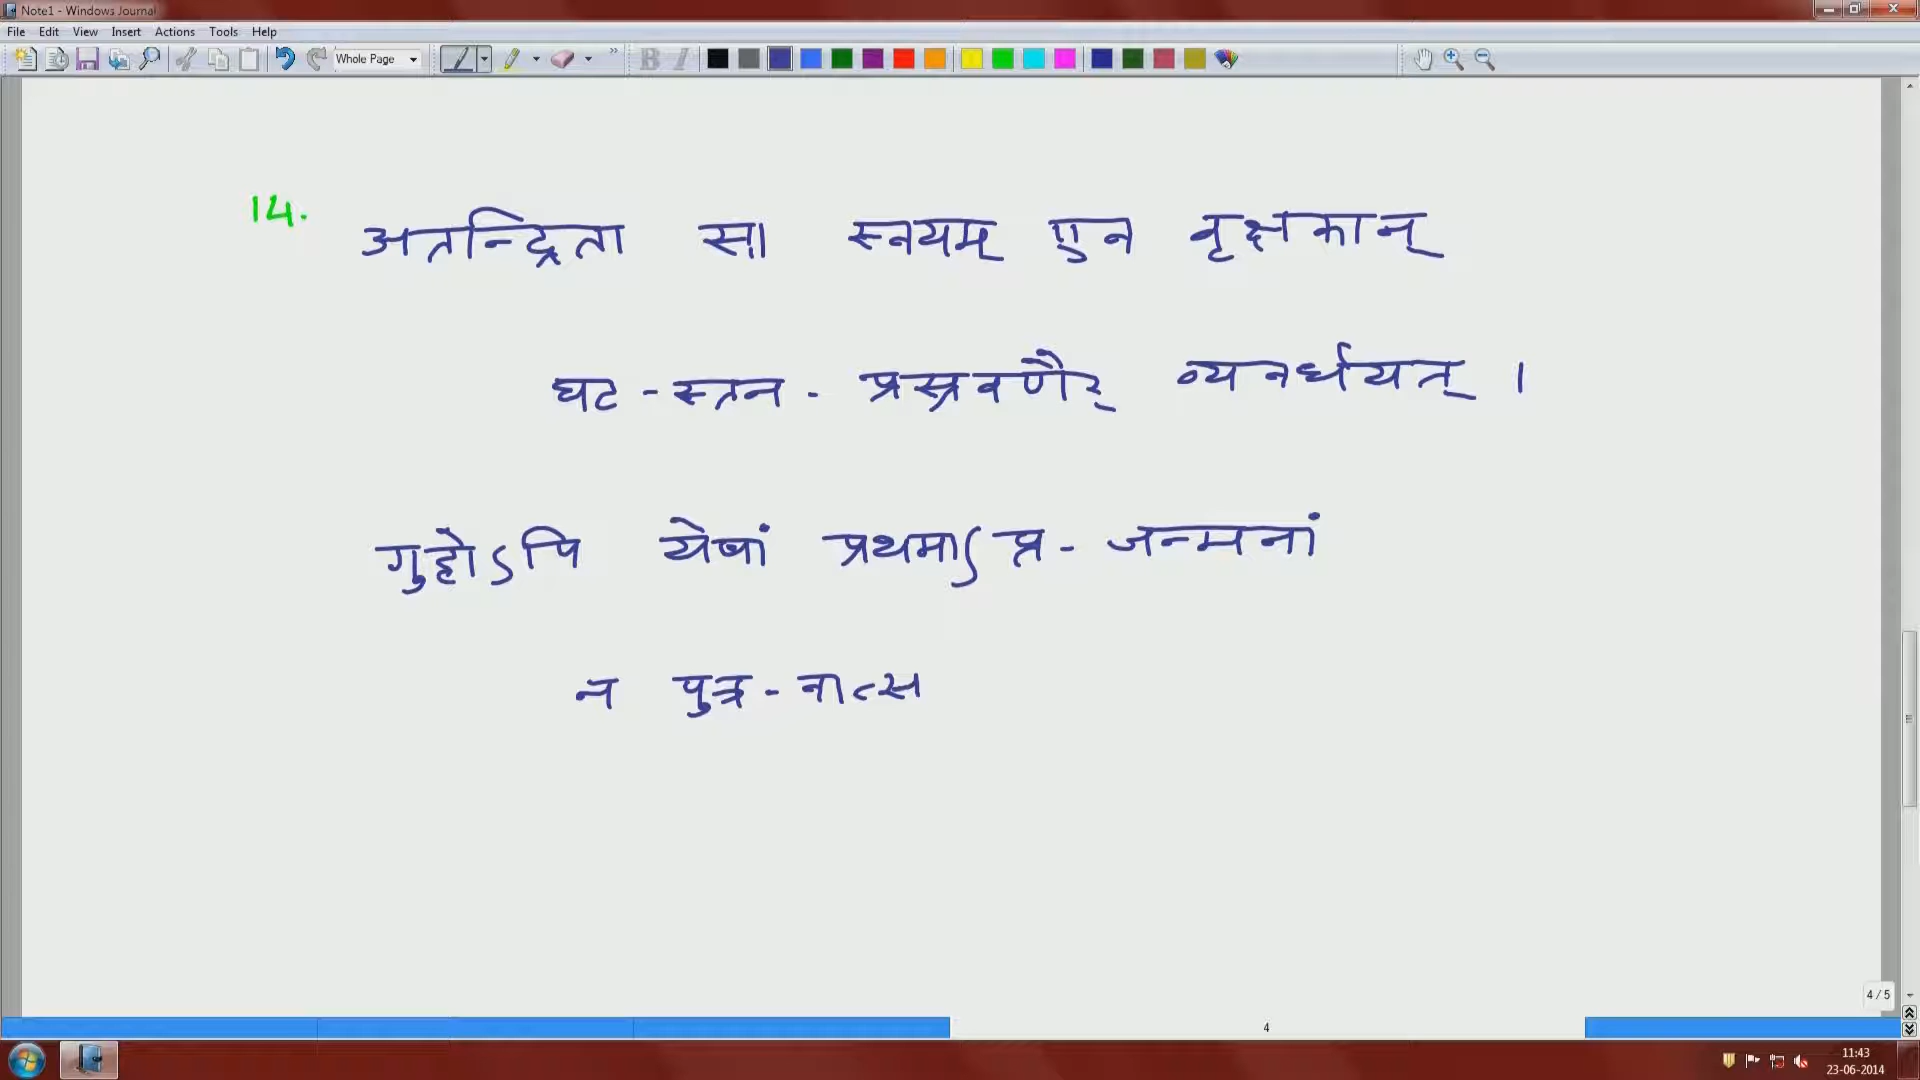 Note1 - Windows Journal
File Edit View Insert Actions Tools Help
Whole Page
14.
अतन्द्रिता सा स्वयम् एव वृक्षकान्
घट - स्तन - प्रस्रवणैर् व्यवर्धयत् ।
गुहोऽपि येषां प्रथमाऽप्त - जन्मनां
न पुत्र - वात्स
4 / 5
4
11:43
23-06-2014